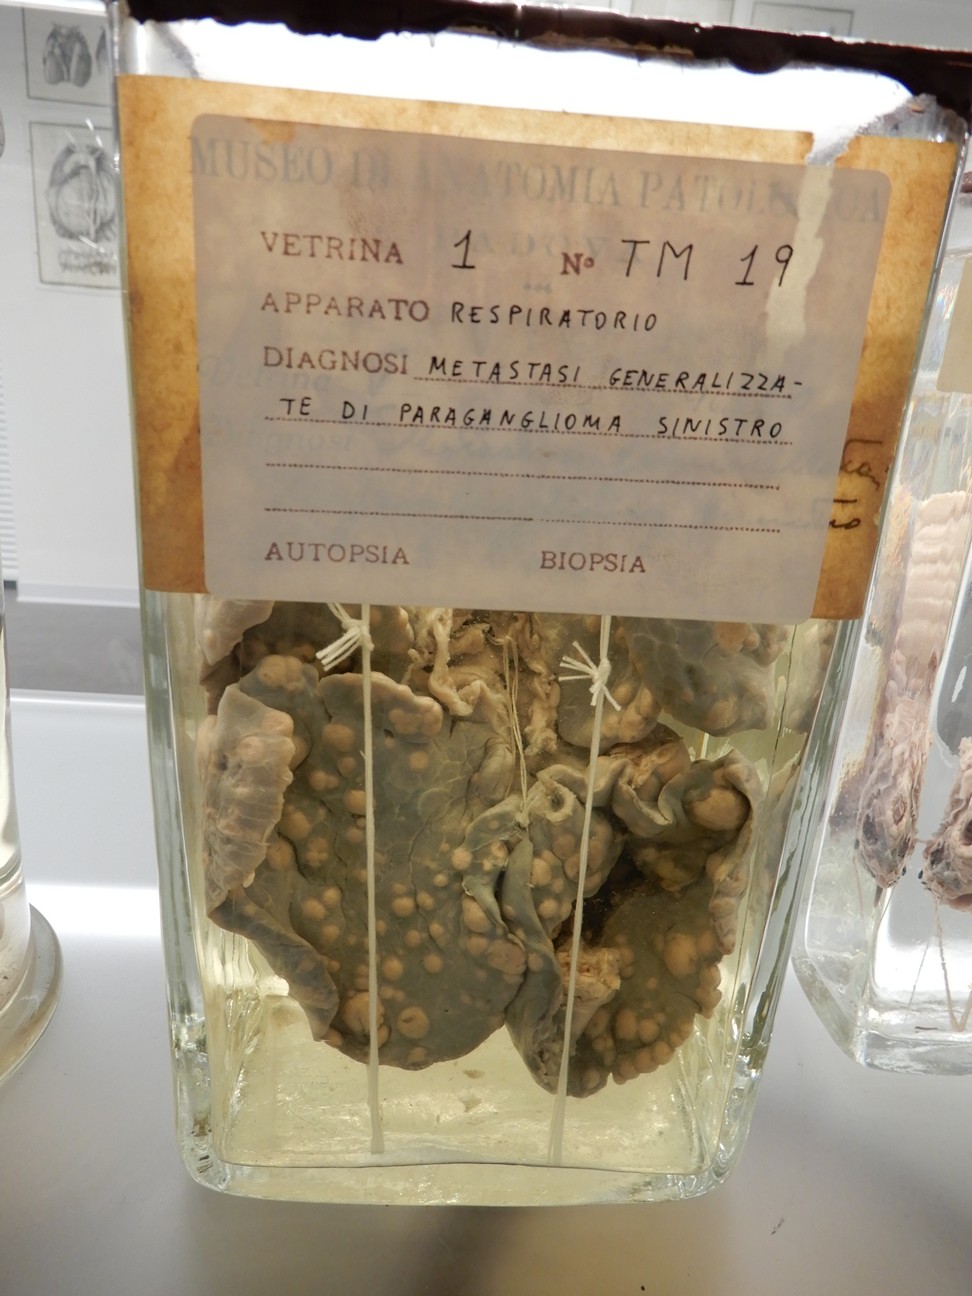 MUSEO DI ANATOMIA PATOLOGICA
VETRINA 1 Nº TM 19
APPARATO RESPIRATORIO
DIAGNOSI METASTASI GENERALIZZA-
TE DI PARAGANGLIOMA SINISTRO
AUTOPSIA BIOPSIA